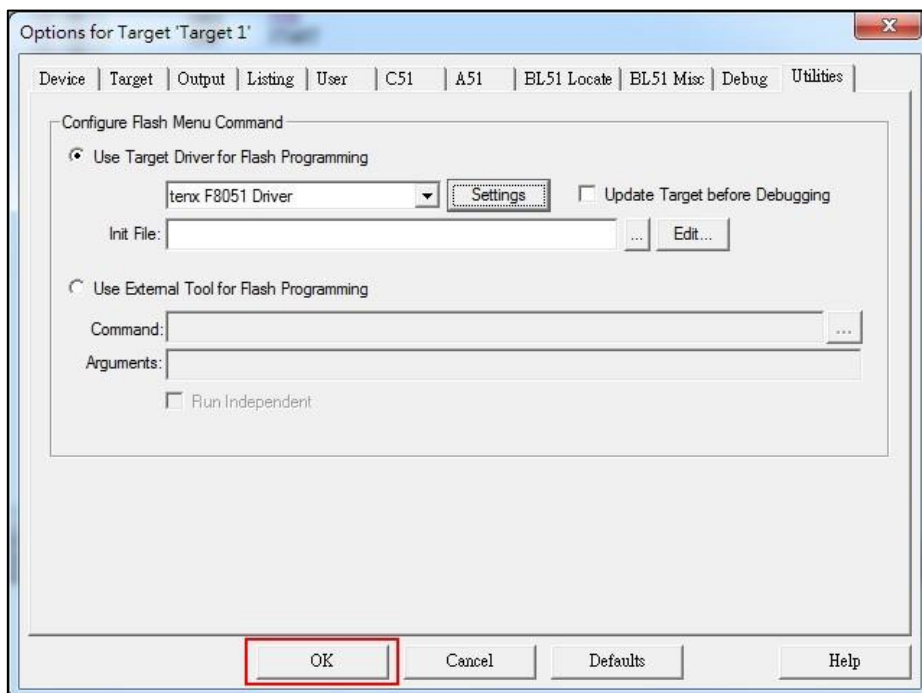 Options for Target 'Target 1'
Device Target Output Listing User C51 A51 BL51 Locate BL51 Misc Debug Utilities
Configure Flash Menu Command
Use Target Driver for Flash Programming
tenx F8051 Driver Settings Update Target before Debugging
Init File: ... Edit...
Use External Tool for Flash Programming
Command: ...
Arguments:
Run Independent
OK Cancel Defaults Help